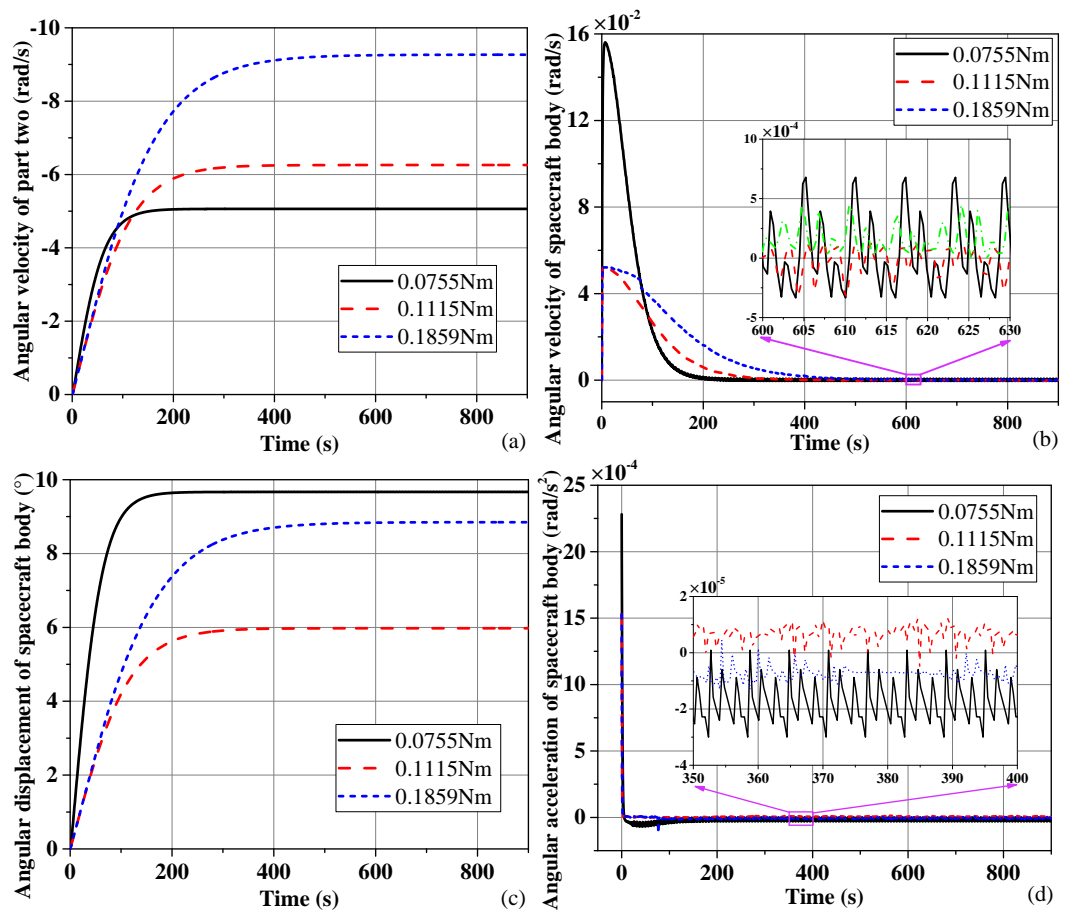 Angular velocity of part two (rad/s)
-10
-8
-6
-4
-2
0
0 200 400 600 800
Time (s)
(a)
0.0755Nm
0.1115Nm
0.1859Nm
Angular velocity of spacecraft body (rad/s)
×10⁻²
16
12
8
4
0
0 200 400 600 800
Time (s)
(b)
0.0755Nm
0.1115Nm
0.1859Nm
×10⁻⁴
10
5
0
-5
600 605 610 615 620 625 630
Angular displacement of spacecraft body (°)
10
8
6
4
2
0
0 200 400 600 800
Time (s)
(c)
0.0755Nm
0.1115Nm
0.1859Nm
Angular acceleration of spacecraft body (rad/s²)
×10⁻⁴
25
20
15
10
5
0
0 100 200 300 400 500 600 700 800 900
Time (s)
(d)
0.0755Nm
0.1115Nm
0.1859Nm
×10⁻⁵
2
0
-2
-4
350 360 370 380 390 400